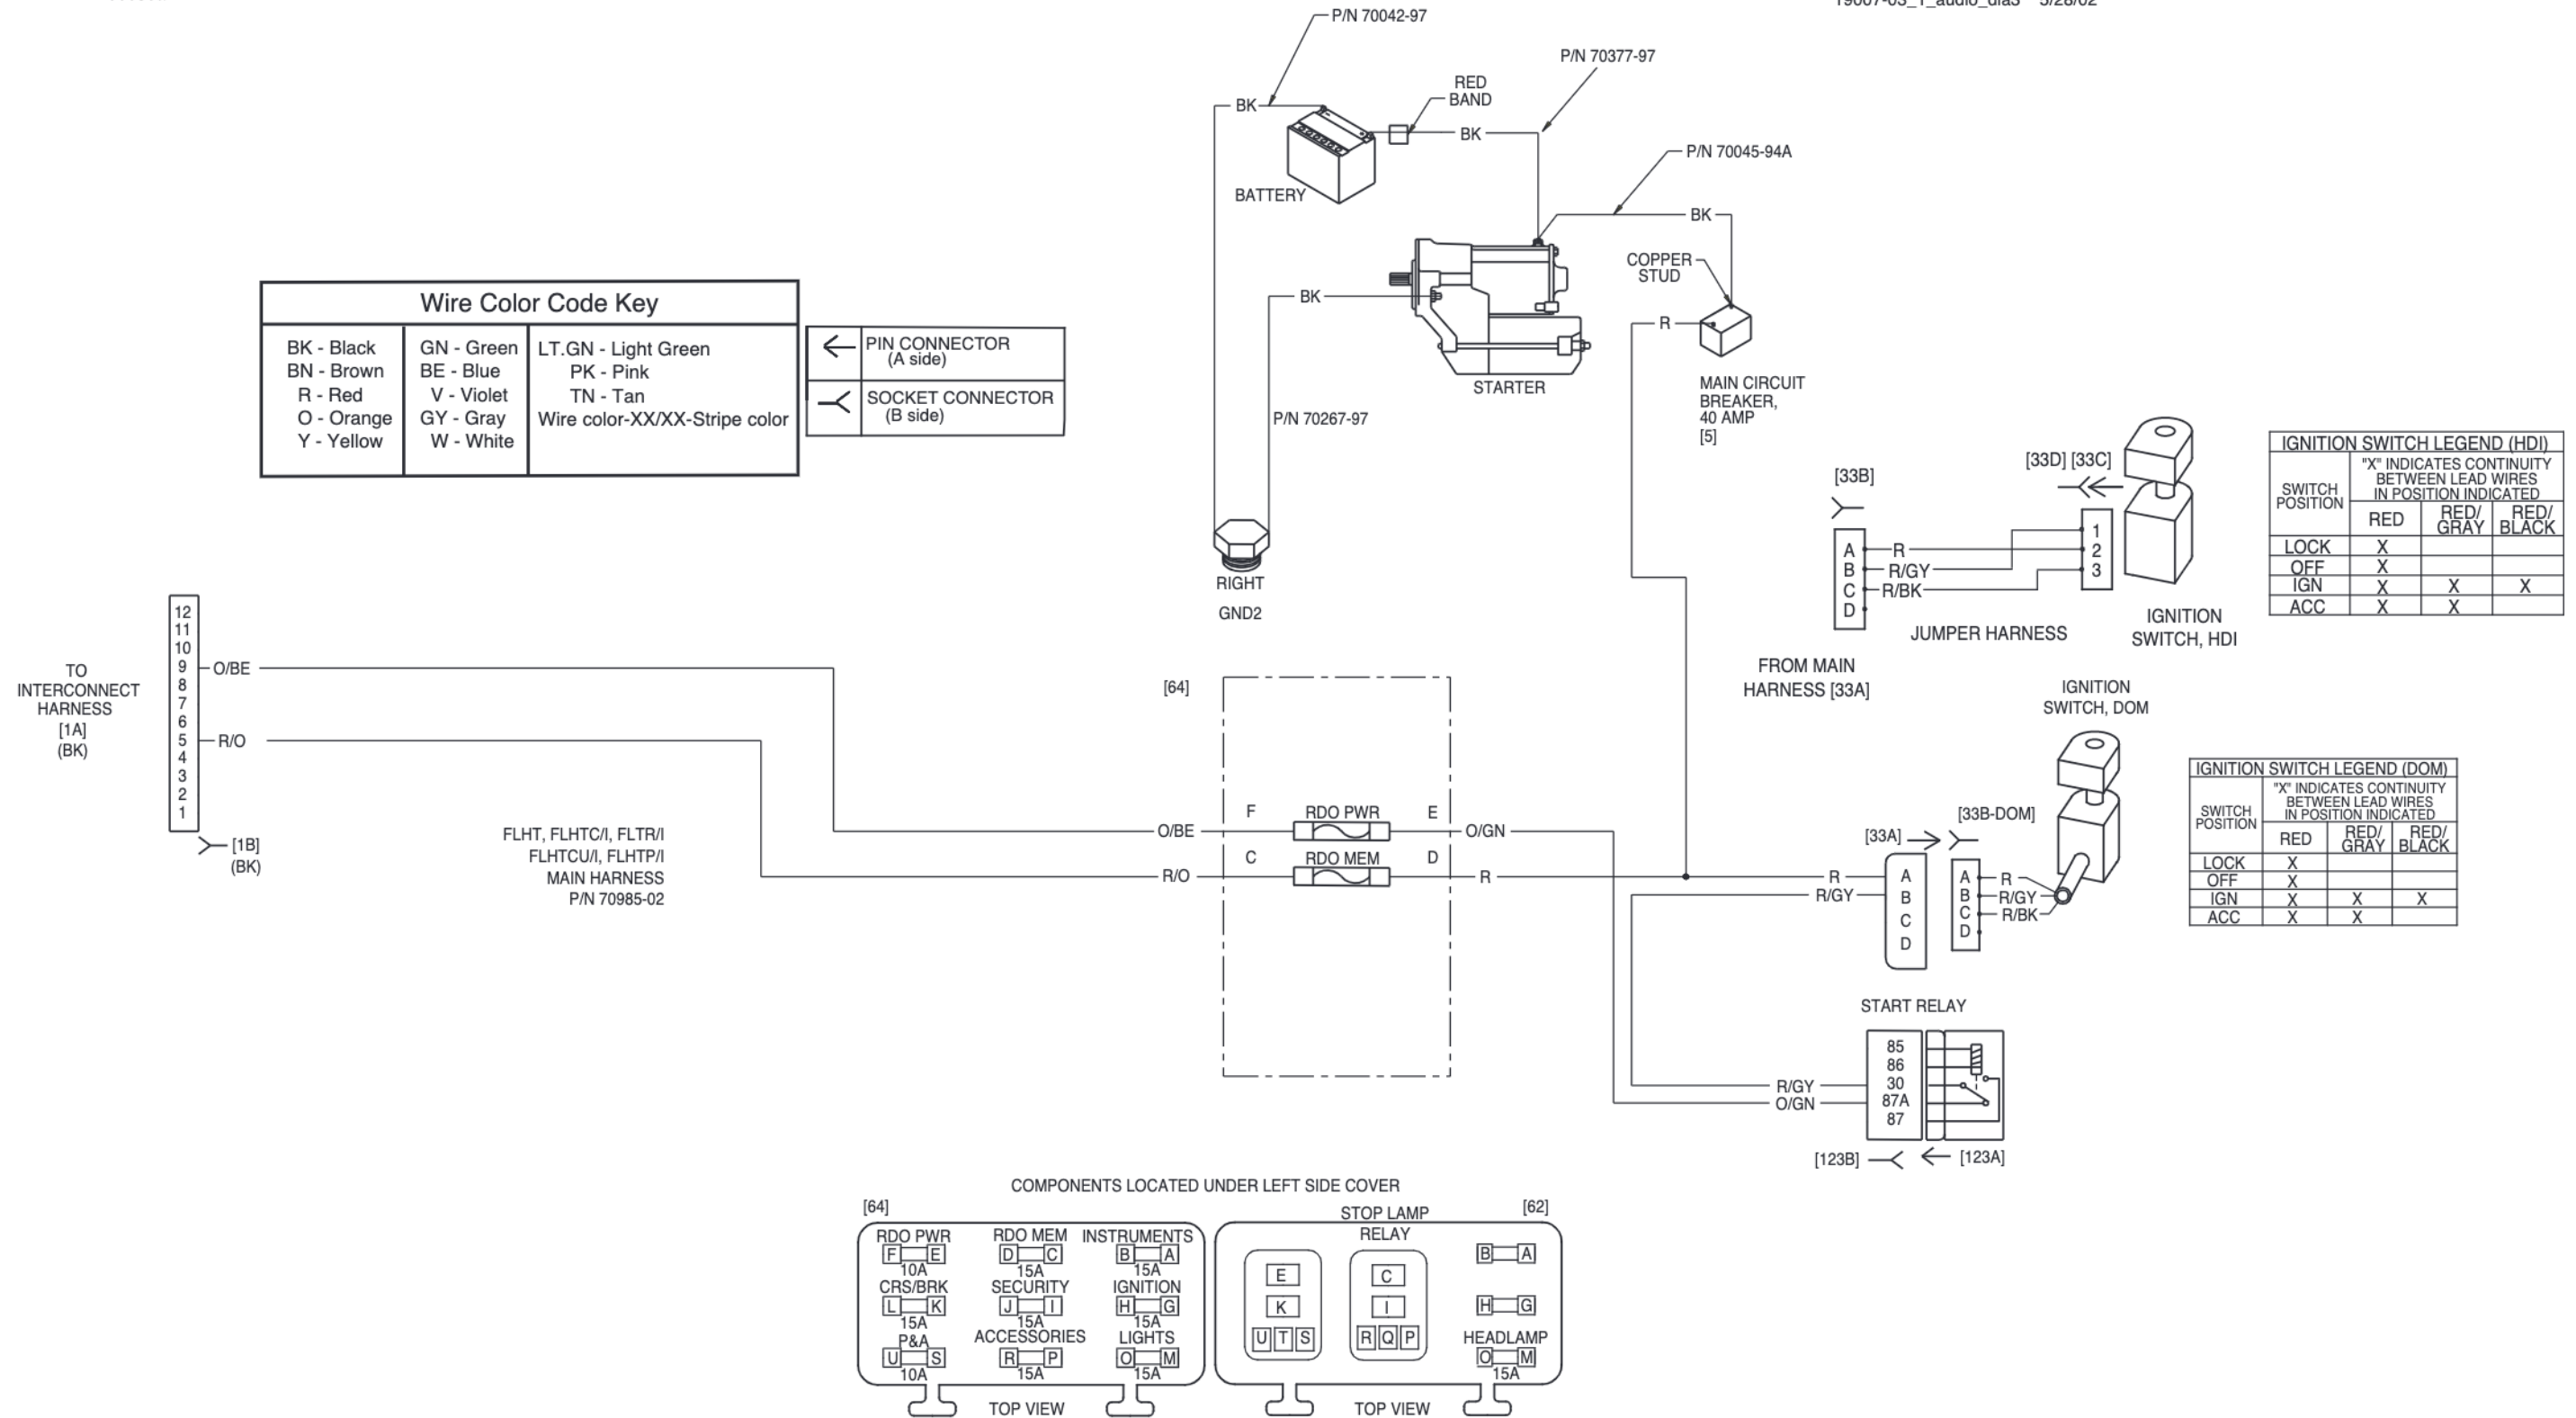 P/N 70042-97
P/N 70377-97
RED
BAND
BK
BK
P/N 70045-94A
BATTERY
BK
COPPER
STUD
BK
R
STARTER
MAIN CIRCUIT
BREAKER,
40 AMP
[5]
P/N 70267-97
RIGHT
GND2
Wire Color Code Key
BK - Black
BN - Brown
R - Red
O - Orange
Y - Yellow
GN - Green
BE - Blue
V - Violet
GY - Gray
W - White
LT.GN - Light Green
PK - Pink
TN - Tan
Wire color-XX/XX-Stripe color
PIN CONNECTOR
(A side)
SOCKET CONNECTOR
(B side)
[33B]
A
B
C
D
R
R/GY
R/BK
[33D] [33C]
1
2
3
JUMPER HARNESS
IGNITION
SWITCH, HDI
FROM MAIN
HARNESS [33A]
IGNITION SWITCH LEGEND (HDI)
SWITCH
POSITION
"X" INDICATES CONTINUITY
BETWEEN LEAD WIRES
IN POSITION INDICATED
RED RED/GRAY RED/BLACK
LOCK X
OFF X
IGN X X X
ACC X X
TO
INTERCONNECT
HARNESS
[1A]
(BK)
12
11
10
9
8
7
6
5
4
3
2
1
O/BE
R/O
[1B]
(BK)
FLHT, FLHTC/I, FLTR/I
FLHTCU/I, FLHTP/I
MAIN HARNESS
P/N 70985-02
[64]
O/BE F RDO PWR E O/GN
R/O C RDO MEM D R
IGNITION
SWITCH, DOM
[33A]
[33B-DOM]
R
R/GY
A
B
C
D
A
B
C
D
R
R/GY
R/BK
IGNITION SWITCH LEGEND (DOM)
SWITCH
POSITION
"X" INDICATES CONTINUITY
BETWEEN LEAD WIRES
IN POSITION INDICATED
RED RED/GRAY RED/BLACK
LOCK X
OFF X
IGN X X X
ACC X X
START RELAY
85
86
R/GY 30
O/GN 87A
87
[123B]
[123A]
COMPONENTS LOCATED UNDER LEFT SIDE COVER
[64]
RDO PWR RDO MEM INSTRUMENTS
F E D C B A
10A 15A 15A
CRS/BRK SECURITY IGNITION
L K J I H G
15A 15A 15A
P&A ACCESSORIES LIGHTS
U S R P O M
10A 15A 15A
TOP VIEW
[62]
STOP LAMP
RELAY
E C B A
K I H G
U T S R Q P
HEADLAMP
O M
15A
TOP VIEW